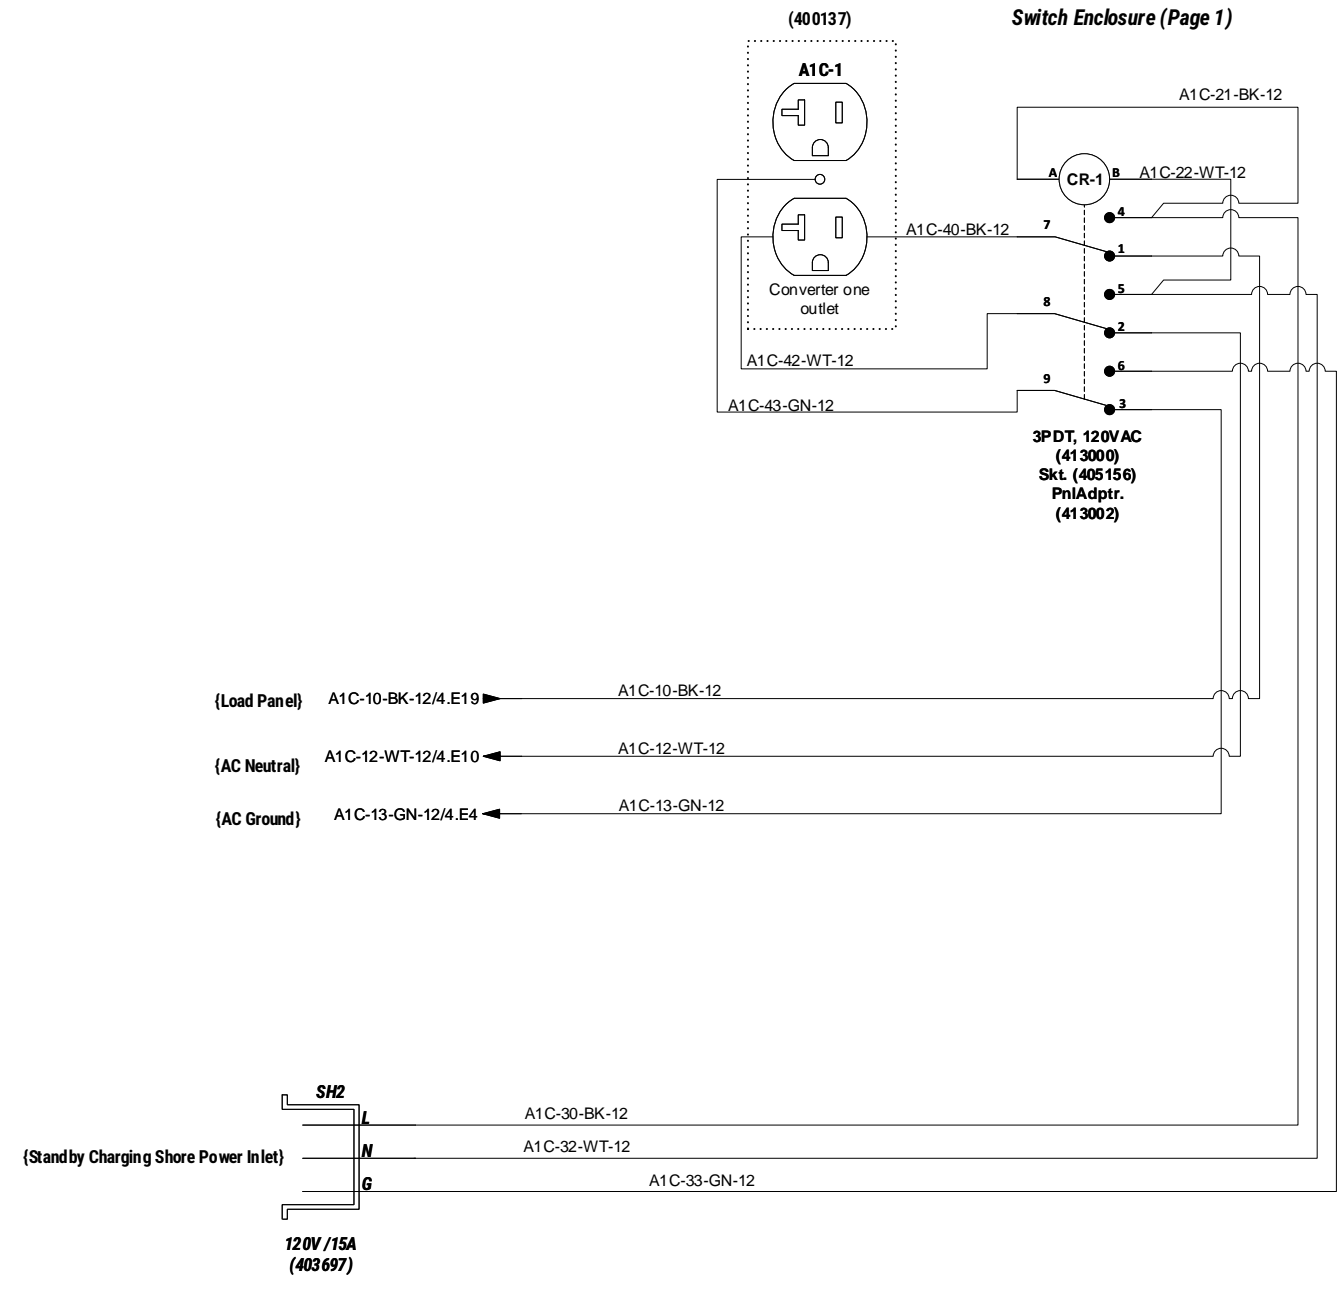 (400137)
Switch Enclosure (Page 1)
A1C-1
A1C-21-BK-12
A
CR-1
B
A1C-22-WT-12
4
7
A1C-40-BK-12
1
5
Converter one
outlet
8
2
A1C-42-WT-12
6
9
A1C-43-GN-12
3
3PDT, 120VAC
(413000)
Skt. (405156)
PnlAdptr.
(413002)
{Load Panel}
A1C-10-BK-12/4.E19
A1C-10-BK-12
{AC Neutral}
A1C-12-WT-12/4.E10
A1C-12-WT-12
{AC Ground}
A1C-13-GN-12/4.E4
A1C-13-GN-12
SH2
L
A1C-30-BK-12
{Standby Charging Shore Power Inlet}
N
A1C-32-WT-12
G
A1C-33-GN-12
120V/15A
(403697)